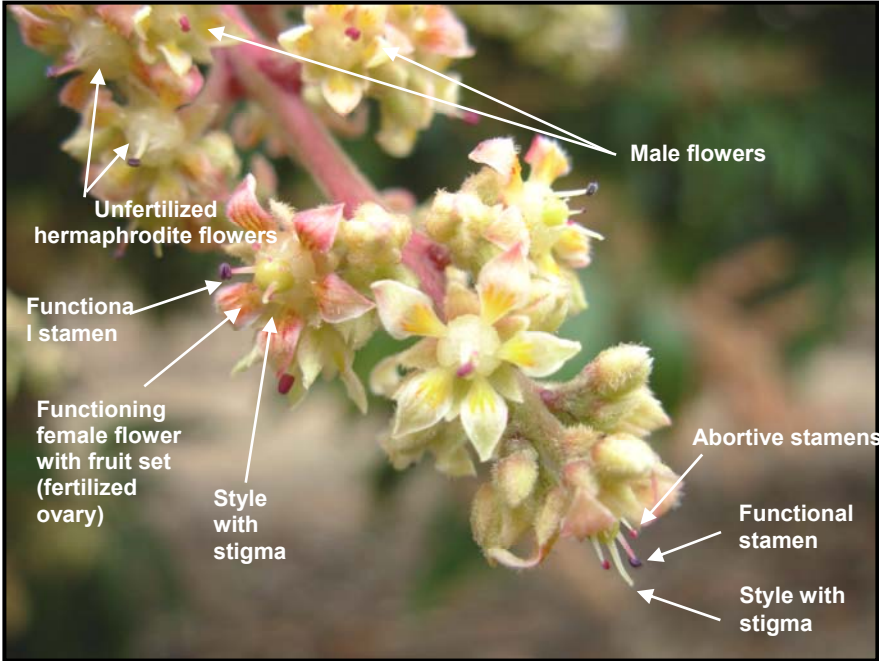 Male flowers
Unfertilized
hermaphrodite flowers
Functiona
l stamen
Functioning
female flower
with fruit set
(fertilized
ovary)
Style
with
stigma
Abortive stamens
Functional
stamen
Style with
stigma